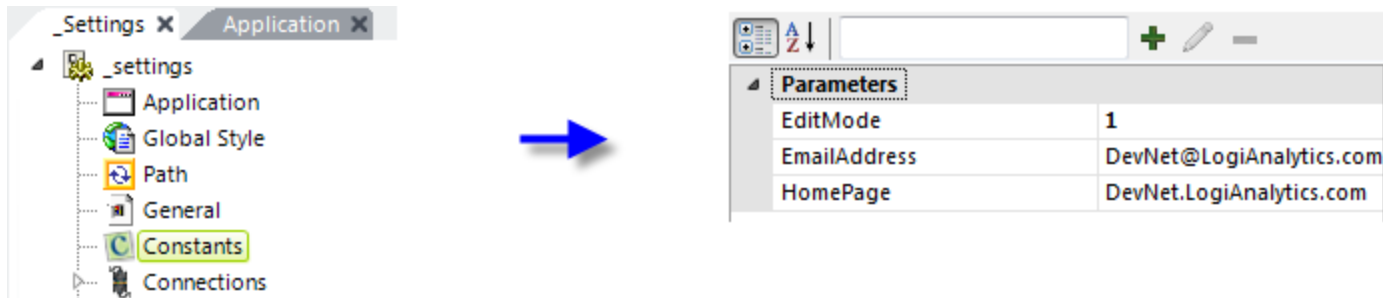 _Settings Application
_settings
Application
Global Style
Path
General
Constants
Connections
Parameters
EditMode 1
EmailAddress DevNet@LogiAnalytics.com
HomePage DevNet.LogiAnalytics.com